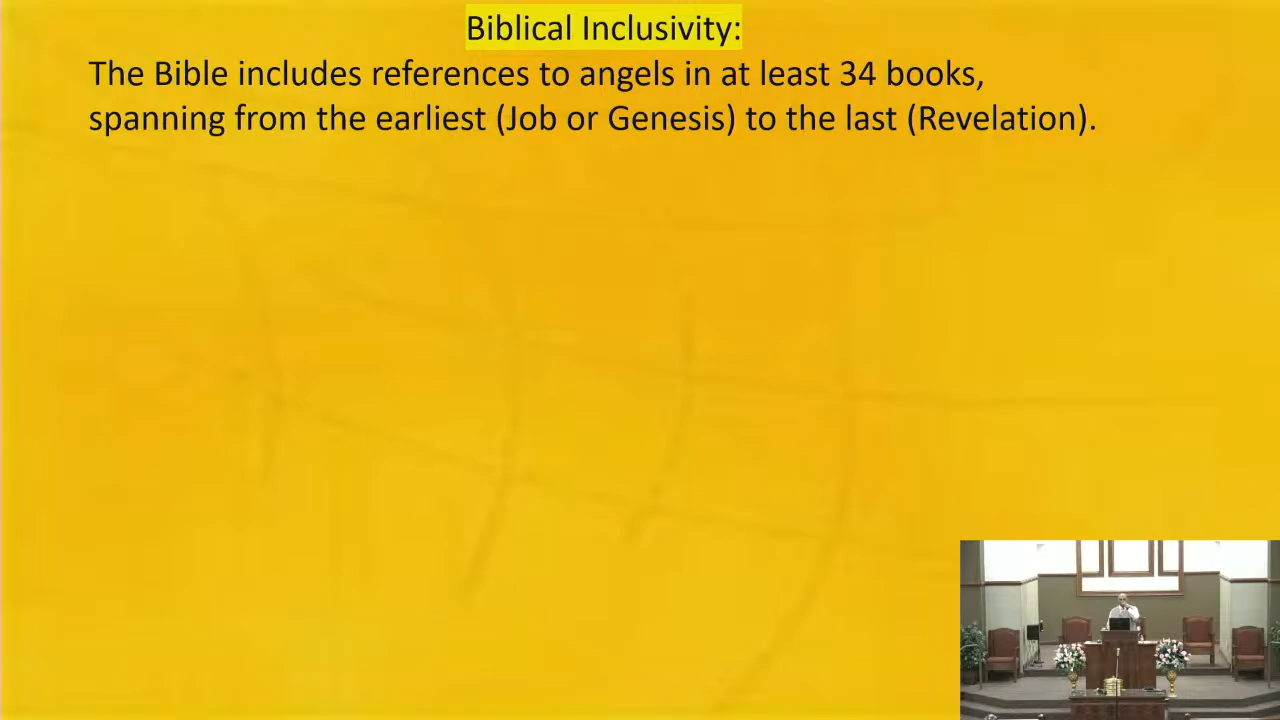 Biblical Inclusivity:
The Bible includes references to angels in at least 34 books,
spanning from the earliest (Job or Genesis) to the last (Revelation).